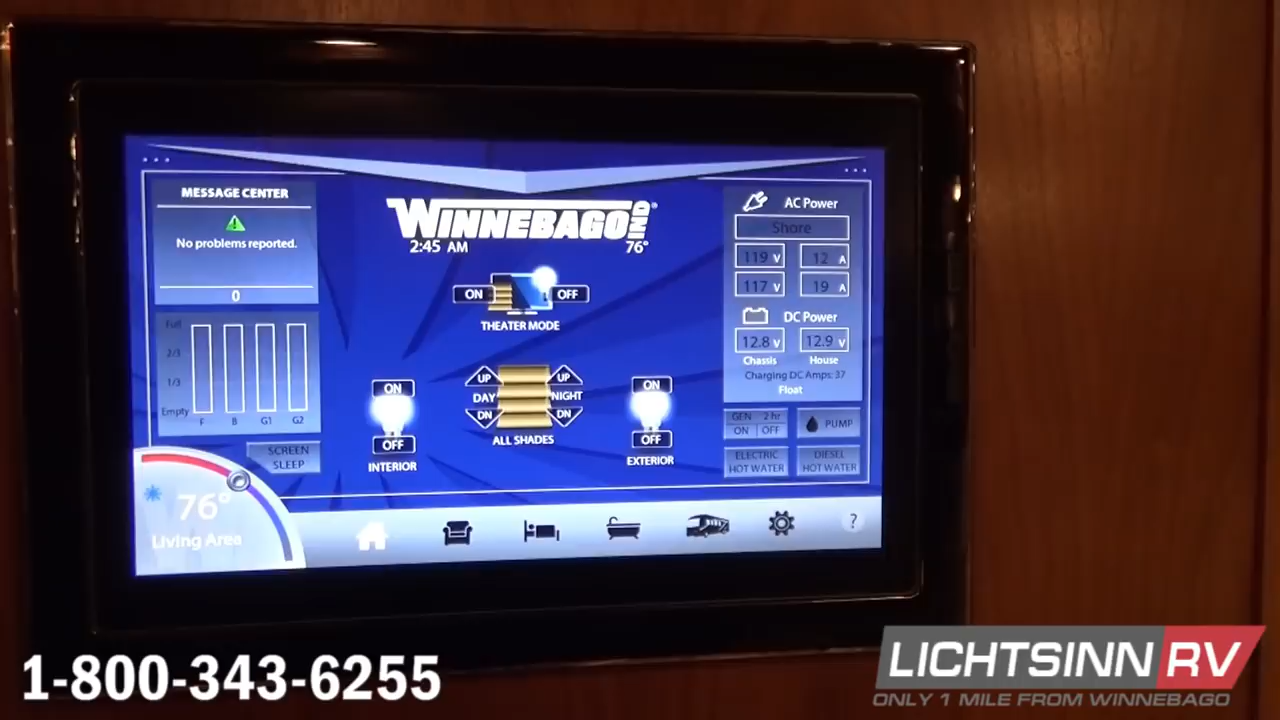 MESSAGE CENTER
No problems reported.
0
Full
2/3
1/3
Empty
F B G1 G2
SCREEN
SLEEP
76°
Living Area
WINNEBAGO IND ®
2:45 AM 76°
ON OFF
THEATER MODE
ON
OFF
INTERIOR
UP UP
DAY NIGHT
DN DN
ALL SHADES
ON
OFF
EXTERIOR
AC Power
Shore
119 V 12 A
117 V 19 A
DC Power
12.8 V 12.9 V
Chassis House
Charging DC Amps: 37
Float
GEN 2 hr
ON OFF
PUMP
ELECTRIC
HOT WATER
DIESEL
HOT WATER
?
1-800-343-6255
LICHTSINN RV
ONLY 1 MILE FROM WINNEBAGO